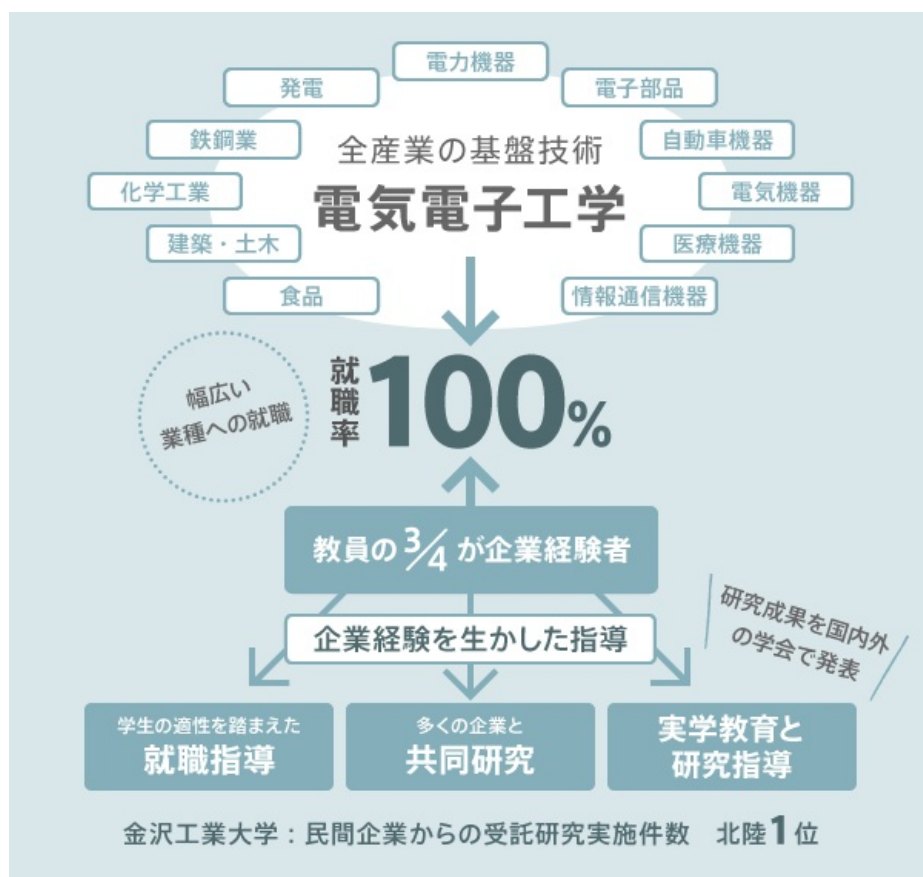 電力機器
発電
電子部品
鉄鋼業
自動車機器
化学工業
電気機器
建築・土木
医療機器
食品
情報通信機器
全産業の基盤技術
電気電子工学
幅広い
業種への就職
就職率100%
教員の3/4が企業経験者
企業経験を生かした指導
研究成果を国内外
の学会で発表
学生の適性を踏まえた
就職指導
多くの企業と
共同研究
実学教育と
研究指導
金沢工業大学：民間企業からの受託研究実施件数　北陸1位